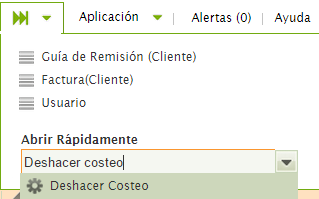 Aplicación Alertas (0) Ayuda
Guía de Remisión (Cliente)
Factura(Cliente)
Usuario
Abrir Rápidamente
Deshacer costeo
Deshacer Costeo